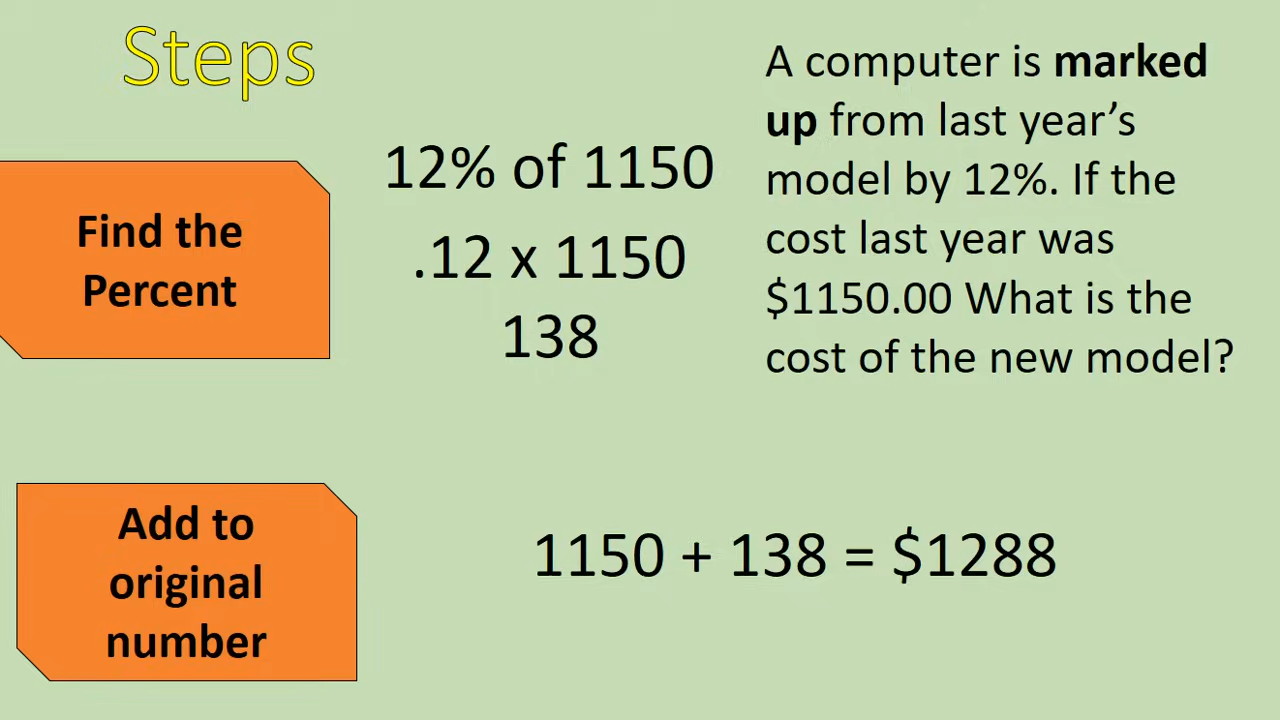 Steps
A computer is marked
up from last year’s
model by 12%. If the
cost last year was
$1150.00 What is the
cost of the new model?
Find the
Percent
12% of 1150
.12 x 1150
138
Add to
original
number
1150 + 138 = $1288